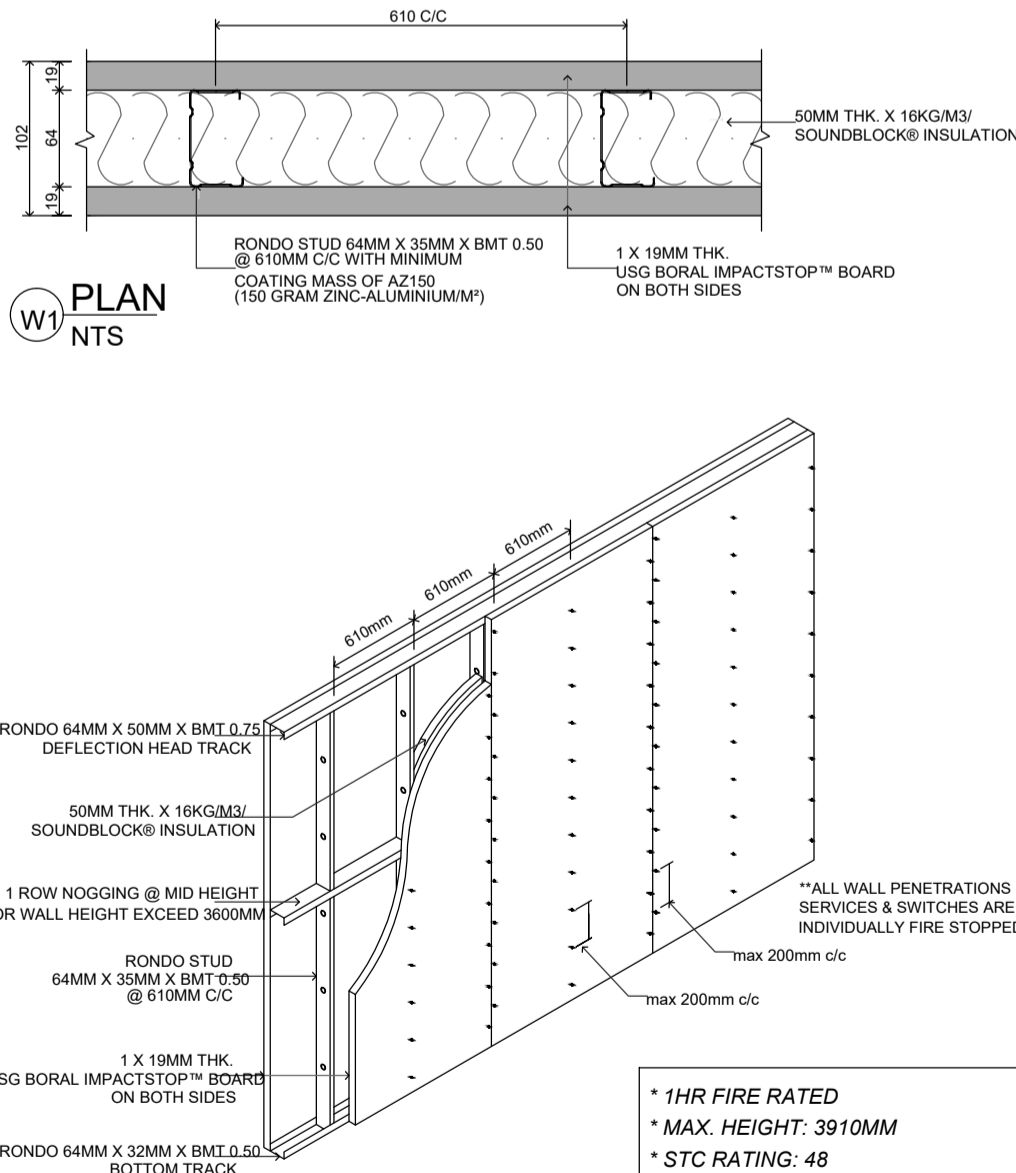 610 C/C
19
64
19
102
50MM THK. X 16KG/M3/
SOUNDBLOCK® INSULATION
RONDO STUD 64MM X 35MM X BMT 0.50
@ 610MM C/C WITH MINIMUM
COATING MASS OF AZ150
(150 GRAM ZINC-ALUMINIUM/M²)
1 X 19MM THK.
USG BORAL IMPACTSTOP™ BOARD
ON BOTH SIDES
W1
PLAN
NTS
610mm
610mm
610mm
RONDO 64MM X 50MM X BMT 0.75
DEFLECTION HEAD TRACK
50MM THK. X 16KG/M3/
SOUNDBLOCK® INSULATION
1 ROW NOGGING @ MID HEIGHT
OR WALL HEIGHT EXCEED 3600MM
RONDO STUD
64MM X 35MM X BMT 0.50
@ 610MM C/C
1 X 19MM THK.
SG BORAL IMPACTSTOP™ BOARD
ON BOTH SIDES
RONDO 64MM X 32MM X BMT 0.50
BOTTOM TRACK
**ALL WALL PENETRATIONS
SERVICES & SWITCHES ARE
INDIVIDUALLY FIRE STOPPED
max 200mm c/c
max 200mm c/c
* 1HR FIRE RATED
* MAX. HEIGHT: 3910MM
* STC RATING: 48